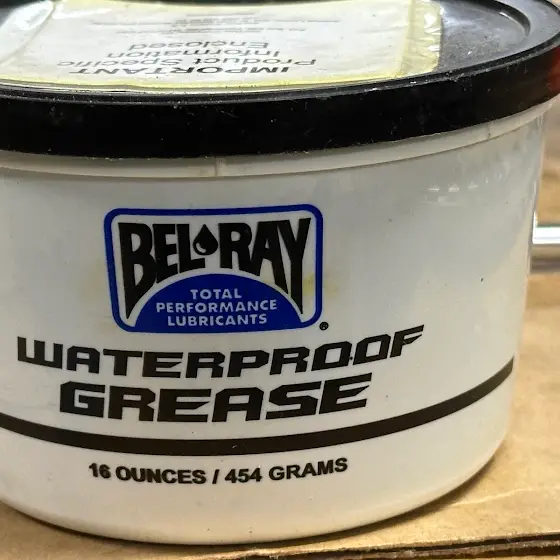 IMPORTANT
Product Specific
Information
Enclosed
BEL RAY
TOTAL
PERFORMANCE
LUBRICANTS
®
WATERPROOF
GREASE
16 OUNCES / 454 GRAMS